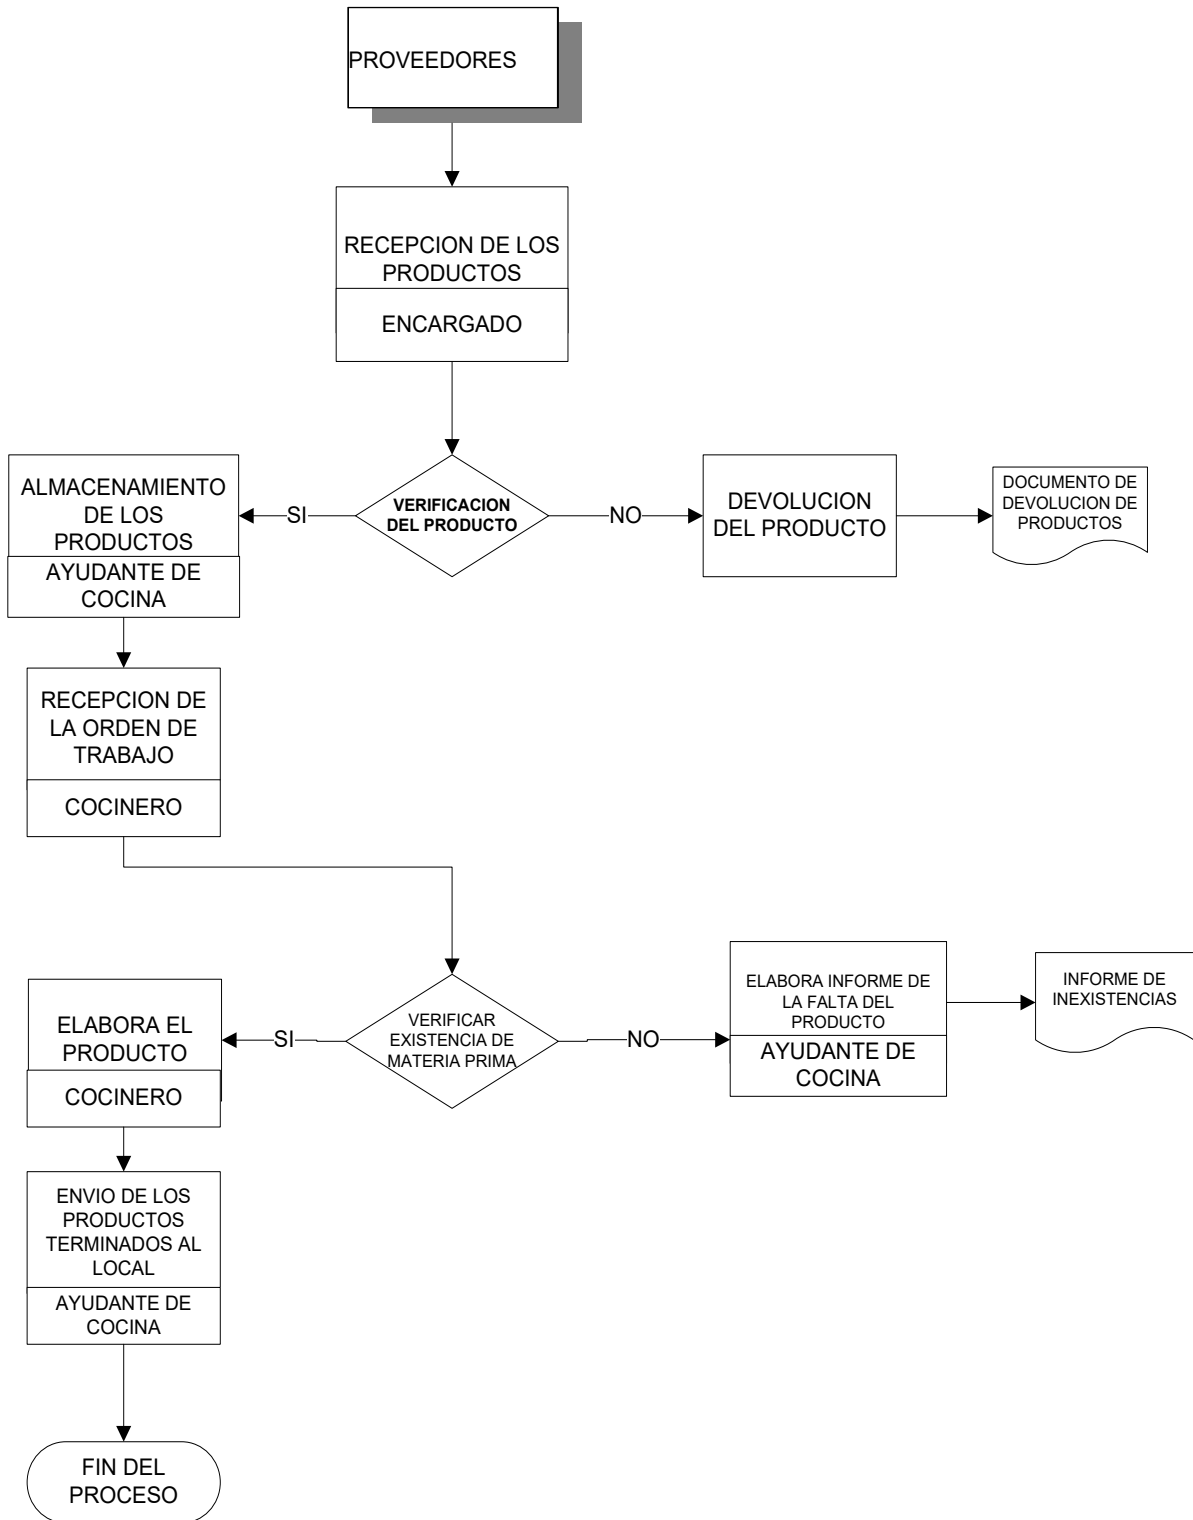 PROVEEDORES
RECEPCION DE LOS
PRODUCTOS
ENCARGADO
ALMACENAMIENTO
DE LOS
PRODUCTOS
AYUDANTE DE
COCINA
SI
VERIFICACION
DEL PRODUCTO
NO
DEVOLUCION
DEL PRODUCTO
DOCUMENTO DE
DEVOLUCION DE
PRODUCTOS
RECEPCION DE
LA ORDEN DE
TRABAJO
COCINERO
ELABORA EL
PRODUCTO
COCINERO
SI
VERIFICAR
EXISTENCIA DE
MATERIA PRIMA
NO
ELABORA INFORME DE
LA FALTA DEL
PRODUCTO
AYUDANTE DE
COCINA
INFORME DE
INEXISTENCIAS
ENVIO DE LOS
PRODUCTOS
TERMINADOS AL
LOCAL
AYUDANTE DE
COCINA
FIN DEL
PROCESO